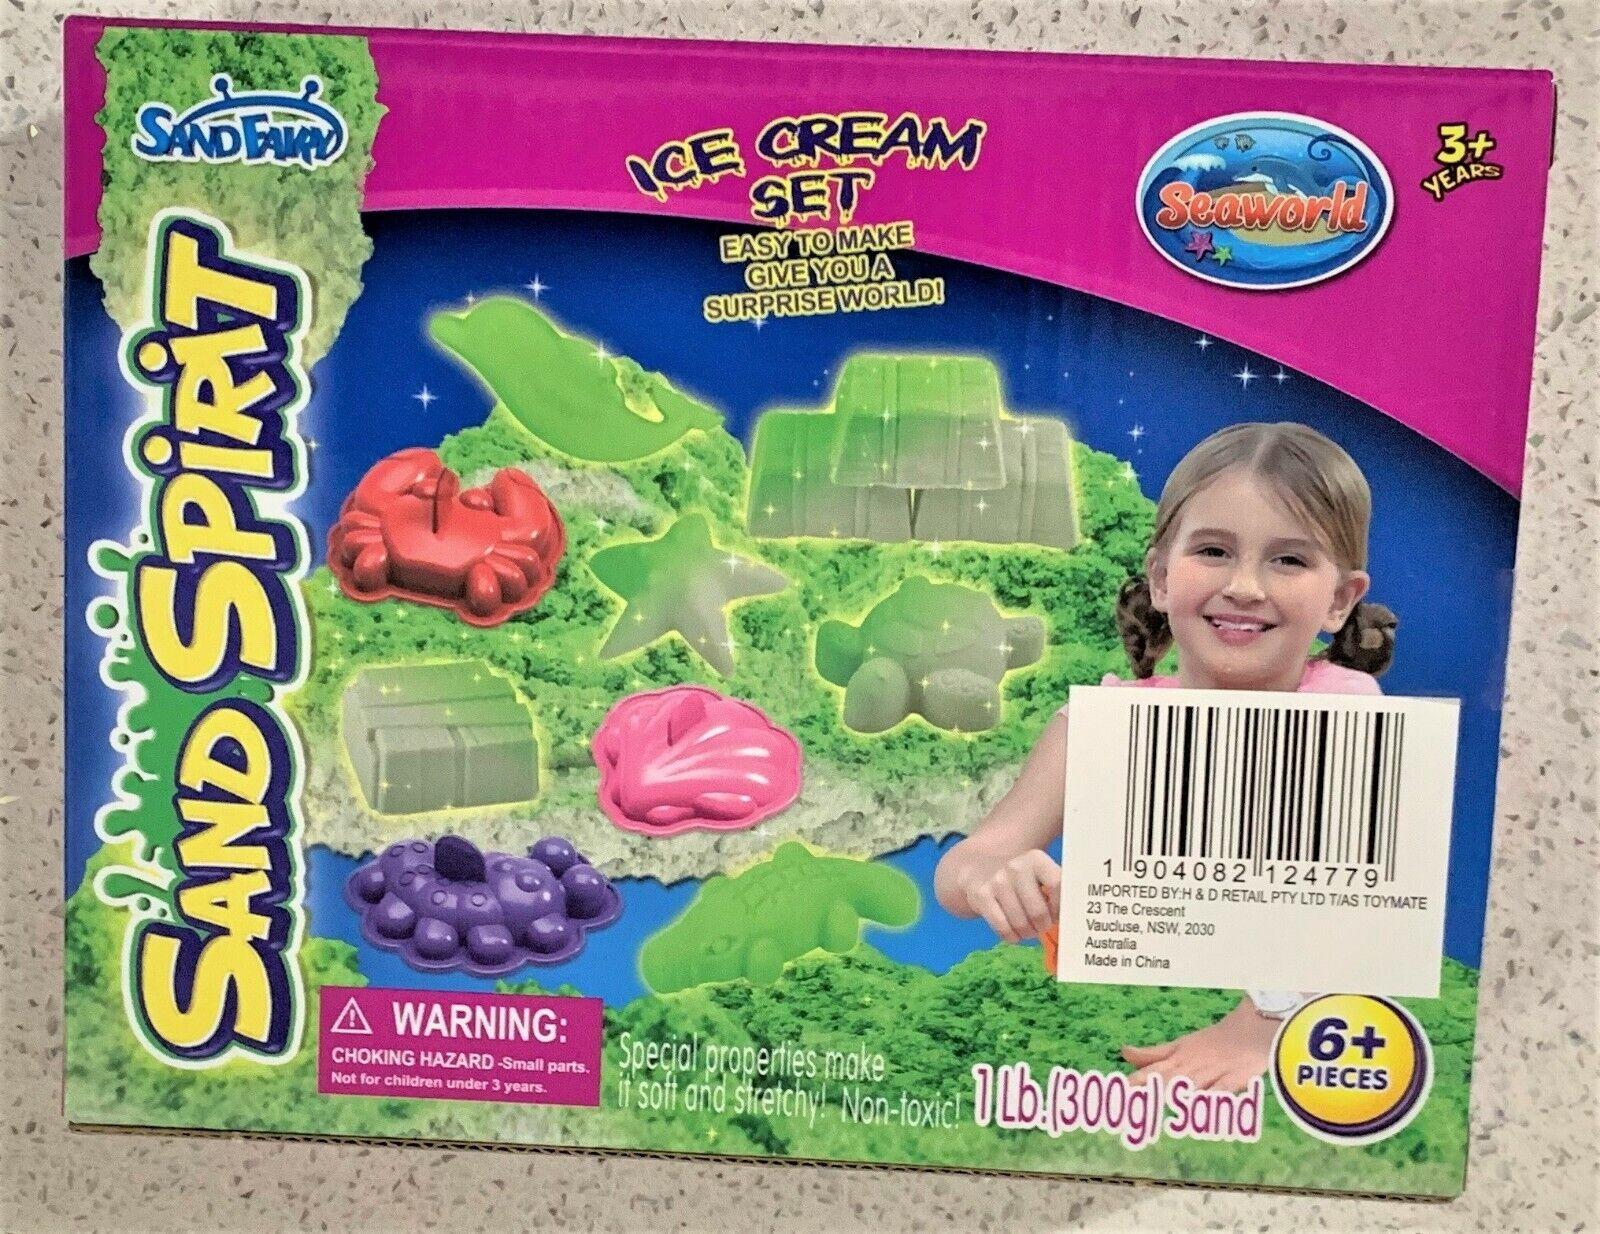 SAND FAIRY
SAND SPiRiT
ICE CREAM
SET
EASY TO MAKE
GIVE YOU A
SURPRISE WORLD!
Seaworld
3+
YEARS
1 904082 124779
IMPORTED BY:H & D RETAIL PTY LTD T/AS TOYMATE
23 The Crescent
Vaucluse, NSW, 2030
Australia
Made in China
WARNING:
CHOKING HAZARD -Small parts.
Not for children under 3 years.
Special properties make
it soft and stretchy! Non-toxic!
1 Lb.(300g) Sand
6+
PIECES